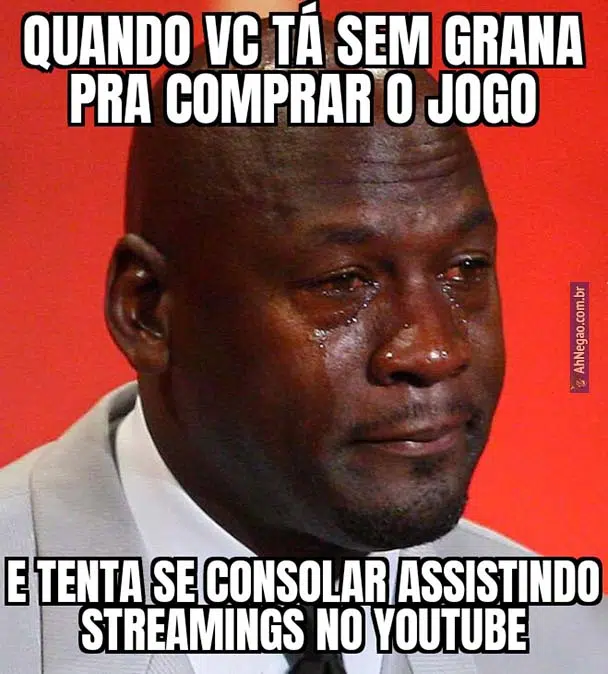 QUANDO VC TÁ SEM GRANA
PRA COMPRAR O JOGO
AhNegao.com.br
E TENTA SE CONSOLAR ASSISTINDO
STREAMINGS NO YOUTUBE